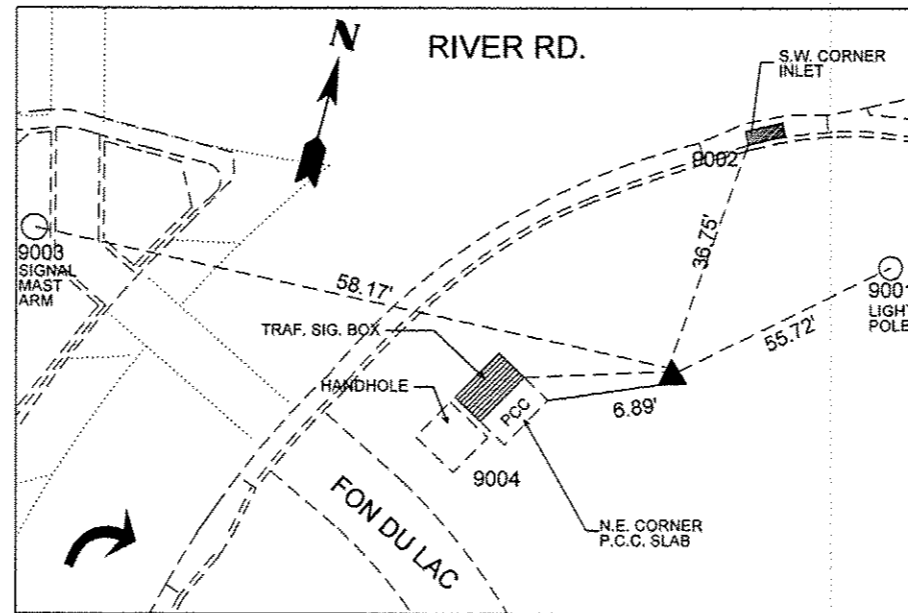 N
RIVER RD.
S.W. CORNER
INLET
9002
9003
SIGNAL
MAST
ARM
58.17'
36.75'
9001
LIGHT
POLE
55.72'
TRAF. SIG. BOX
HANDHOLE
PCC
6.89'
9004
FON DU LAC
N.E. CORNER
P.C.C. SLAB